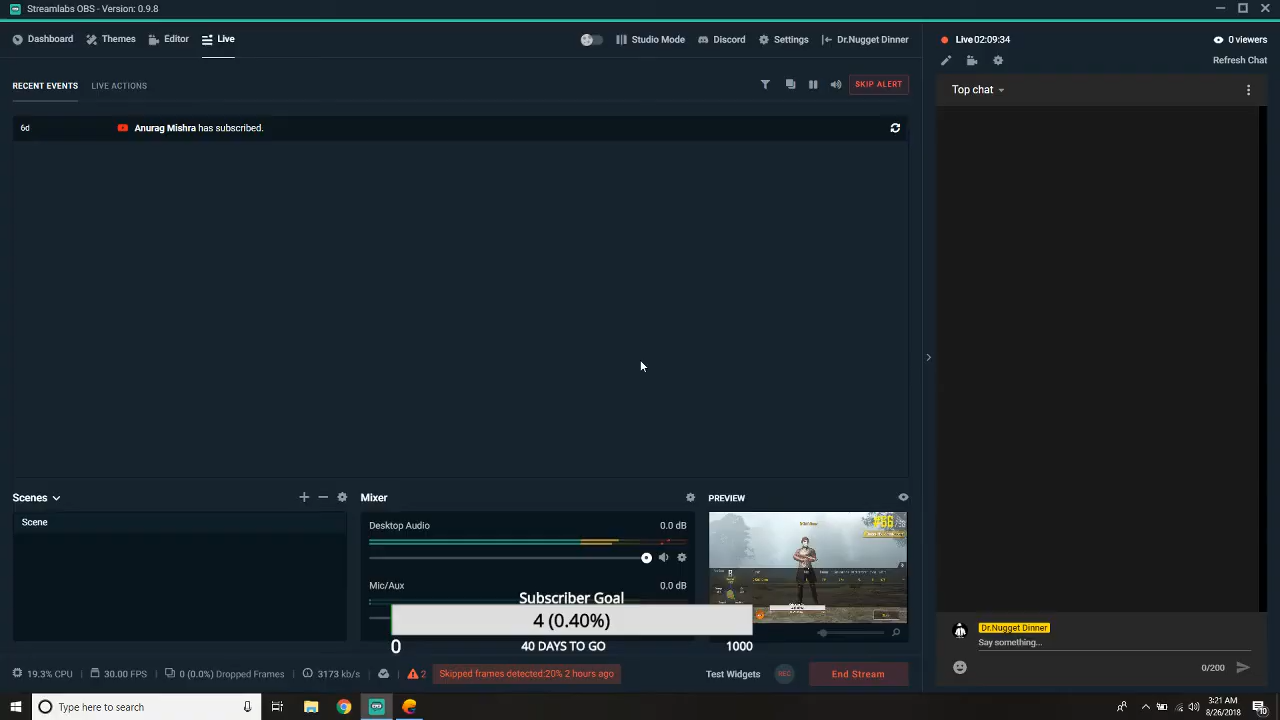 Streamlabs OBS - Version: 0.9.8
Dashboard
Themes
Editor
Live
Studio Mode
Discord
Settings
Dr.Nugget Dinner
Live 02:09:34
0 viewers
Refresh Chat
RECENT EVENTS
LIVE ACTIONS
SKIP ALERT
Top chat
6d
Anurag Mishra has subscribed.
Scenes
Mixer
PREVIEW
Scene
Desktop Audio
0.0 dB
Mic/Aux
0.0 dB
Subscriber Goal
4 (0.40%)
0
40 DAYS TO GO
1000
Dr.Nugget Dinner
Say something...
0/200
19.3% CPU
30.00 FPS
0 (0.0%) Dropped Frames
3173 kb/s
2
Skipped frames detected:20% 2 hours ago
Test Widgets
REC
End Stream
Type here to search
3:21 AM
8/26/2018